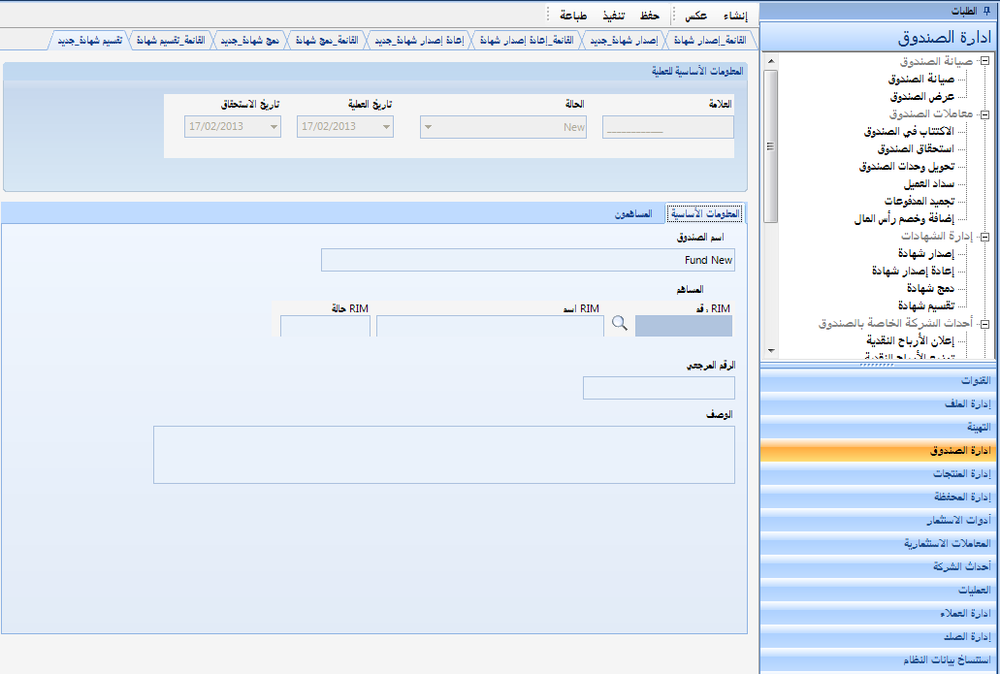 الطلبات
إنشاء عكس حفظ تنفيذ طباعة
ادارة الصندوق
القائمة_إصدار شهادة إصدار شهادة_جديد القائمة_إعادة إصدار شهادة إعادة إصدار شهادة_جديد القائمة_دمج شهادة دمج شهادة_جديد القائمة_تقسيم شهادة تقسيم شهادة_جديد
صيانة الصندوق
صيانة الصندوق
عرض الصندوق
معاملات الصندوق
الاكتتاب في الصندوق
استحقاق الصندوق
تحويل وحدات الصندوق
سداد العميل
تجميد المدفوعات
إضافة وخصم رأس المال
إدارة الشهادات
إصدار شهادة
إعادة إصدار شهادة
دمج شهادة
تقسيم شهادة
أحداث الشركة الخاصة بالصندوق
إعلان الأرباح النقدية
توزيع الأرباح النقدية
القنوات
إدارة الملف
التهيئة
ادارة الصندوق
إدارة المنتجات
إدارة المحفظة
أدوات الاستثمار
المعاملات الاستثمارية
أحداث الشركة
العمليات
ادارة العملاء
إدارة الصك
استنساخ بيانات النظام
المعلومات الأساسية للعملية
العلامة الحالة تاريخ العملية تاريخ الاستحقاق
__________ New 17/02/2013 17/02/2013
المعلومات الأساسية المساهمون
اسم الصندوق
Fund New
المساهم
RIM رقم RIM اسم RIM حالة
الرقم المرجعي
الوصف